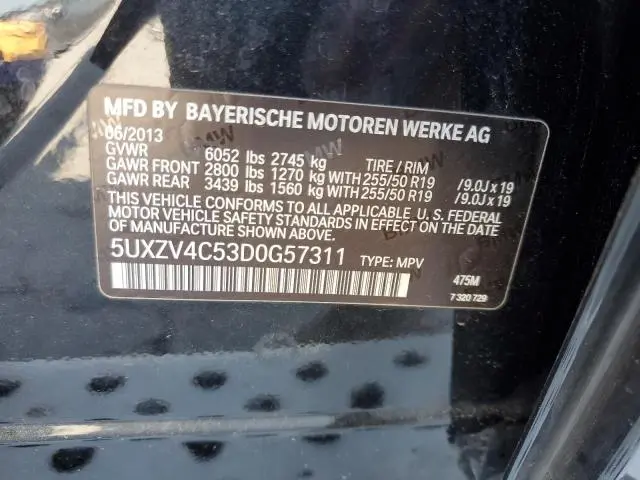 MFD BY BAYERISCHE MOTOREN WERKE AG
06/2013
GVWR 6052 lbs 2745 kg TIRE / RIM
GAWR FRONT 2800 lbs 1270 kg WITH 255/50 R19 /9.0J x 19
GAWR REAR 3439 lbs 1560 kg WITH 255/50 R19 /9.0J x 19
THIS VEHICLE CONFORMS TO ALL APPLICABLE U. S. FEDERAL
MOTOR VEHICLE SAFETY STANDARDS IN EFFECT ON THE DATE
OF MANUFACTURE SHOWN ABOVE.
5UXZV4C53D0G57311 TYPE: MPV
475M
7 320 729